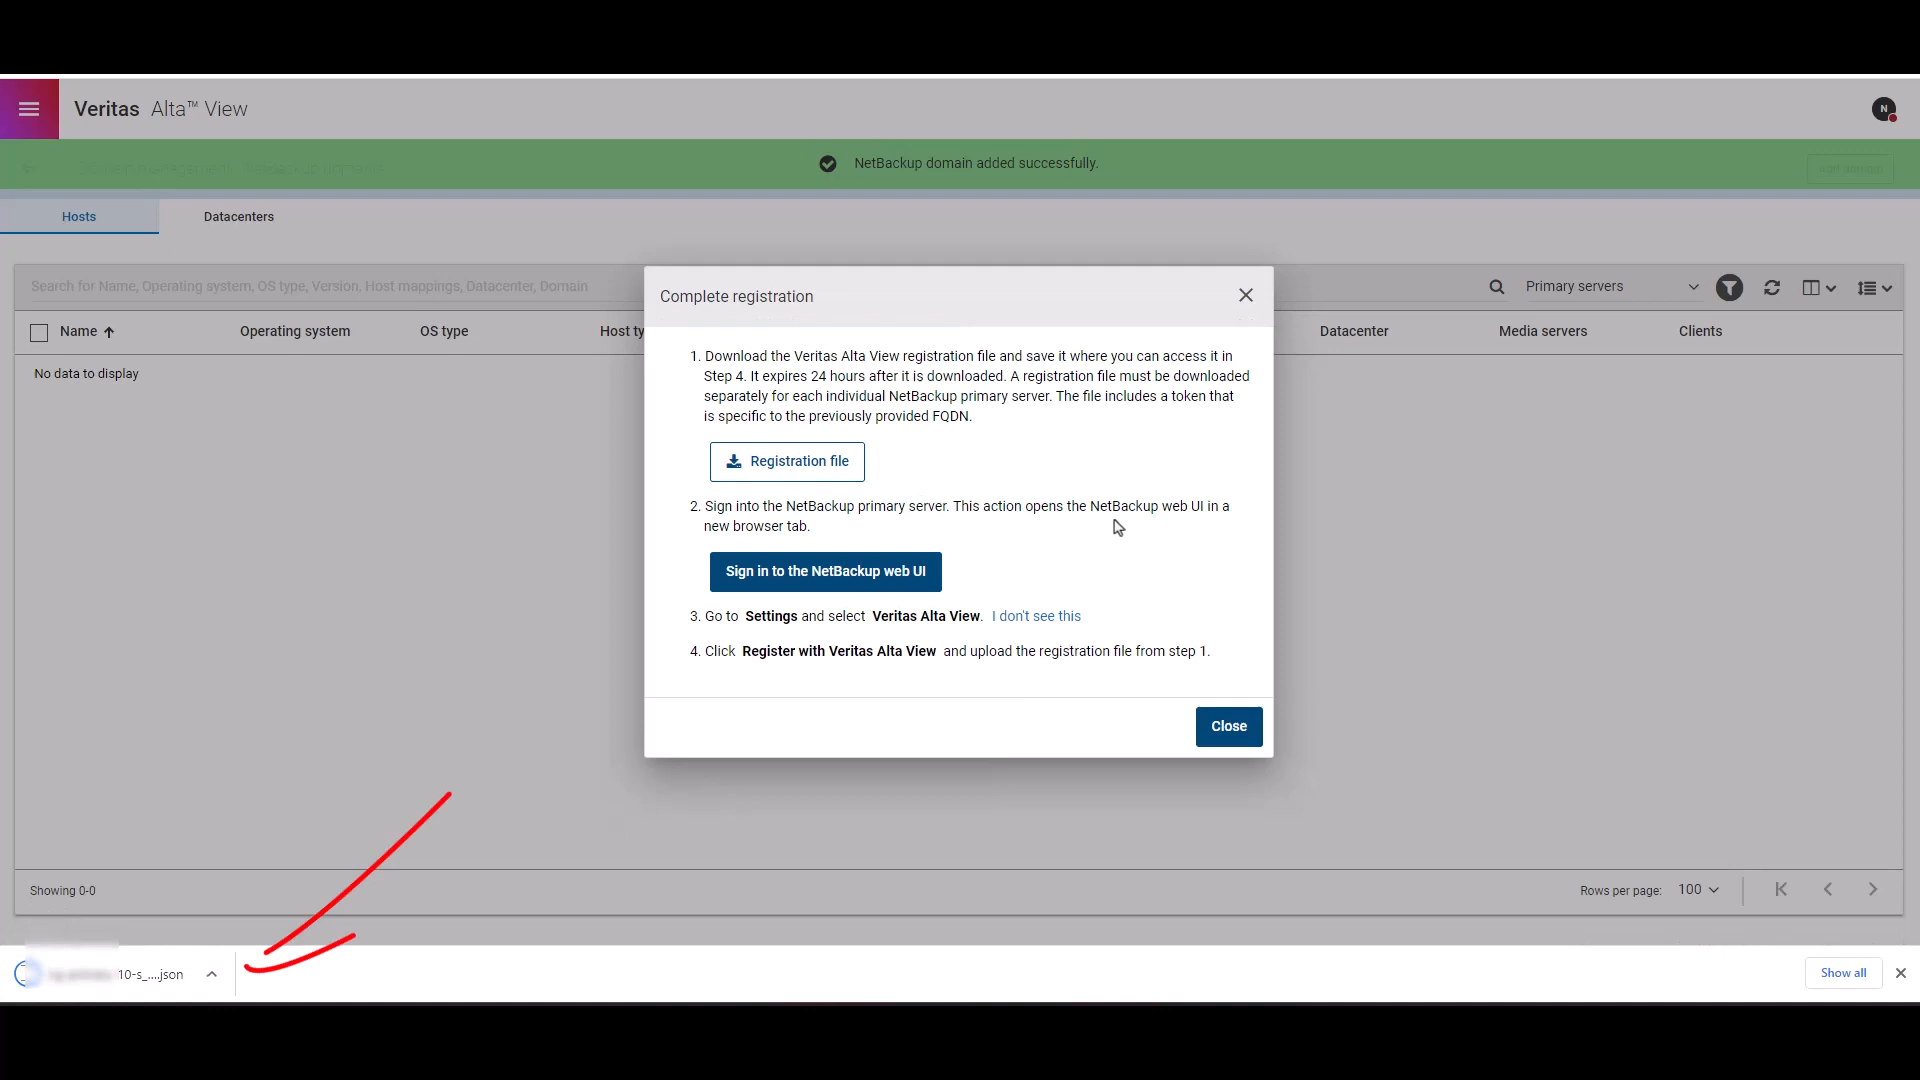 Veritas Alta™ View
N
NetBackup domain added successfully.
Hosts
Datacenters
Search for Name, Operating system, OS type, Version, Host mappings, Datacenter, Domain
Primary servers
Name
Operating system
OS type
Host ty
Datacenter
Media servers
Clients
No data to display
Complete registration
1. Download the Veritas Alta View registration file and save it where you can access it in
Step 4. It expires 24 hours after it is downloaded. A registration file must be downloaded
separately for each individual NetBackup primary server. The file includes a token that
is specific to the previously provided FQDN.
Registration file
2. Sign into the NetBackup primary server. This action opens the NetBackup web UI in a
new browser tab.
Sign in to the NetBackup web UI
3. Go to Settings and select Veritas Alta View. I don't see this
4. Click Register with Veritas Alta View and upload the registration file from step 1.
Close
Showing 0-0
Rows per page: 100
10-s_....json
Show all